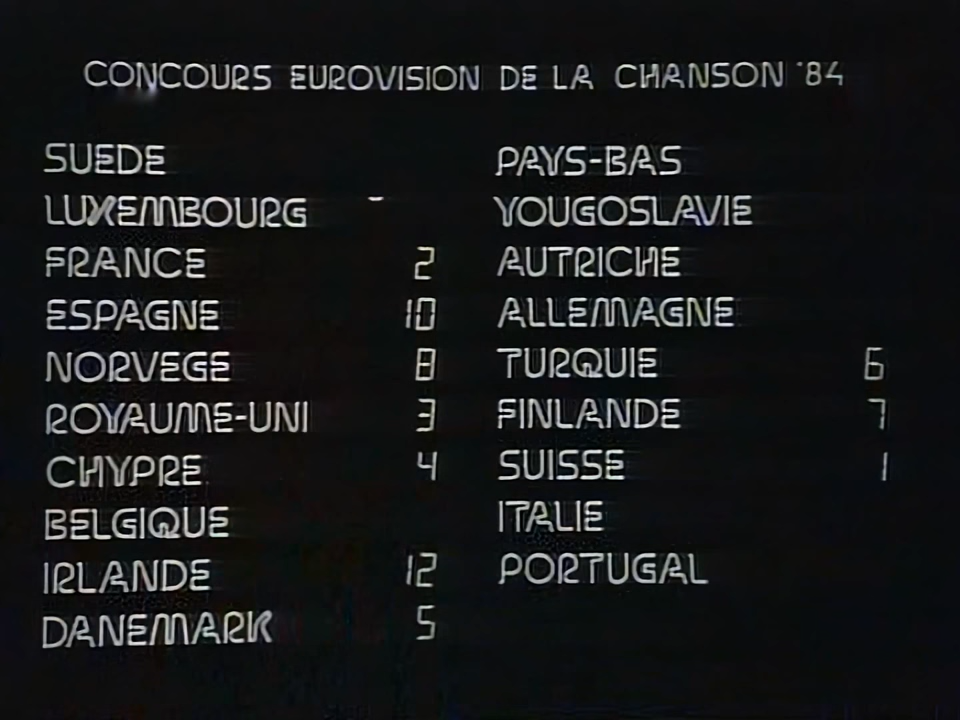 CONCOURS EUROVISION DE LA CHANSON '84
SUEDE
LUXEMBOURG
FRANCE 2
ESPAGNE 10
NORVEGE 8
ROYAUME-UNI 3
CHYPRE 4
BELGIQUE
IRLANDE 12
DANEMARK 5
PAYS-BAS
YOUGOSLAVIE
AUTRICHE
ALLEMAGNE
TURQUIE 6
FINLANDE 7
SUISSE 1
ITALIE
PORTUGAL